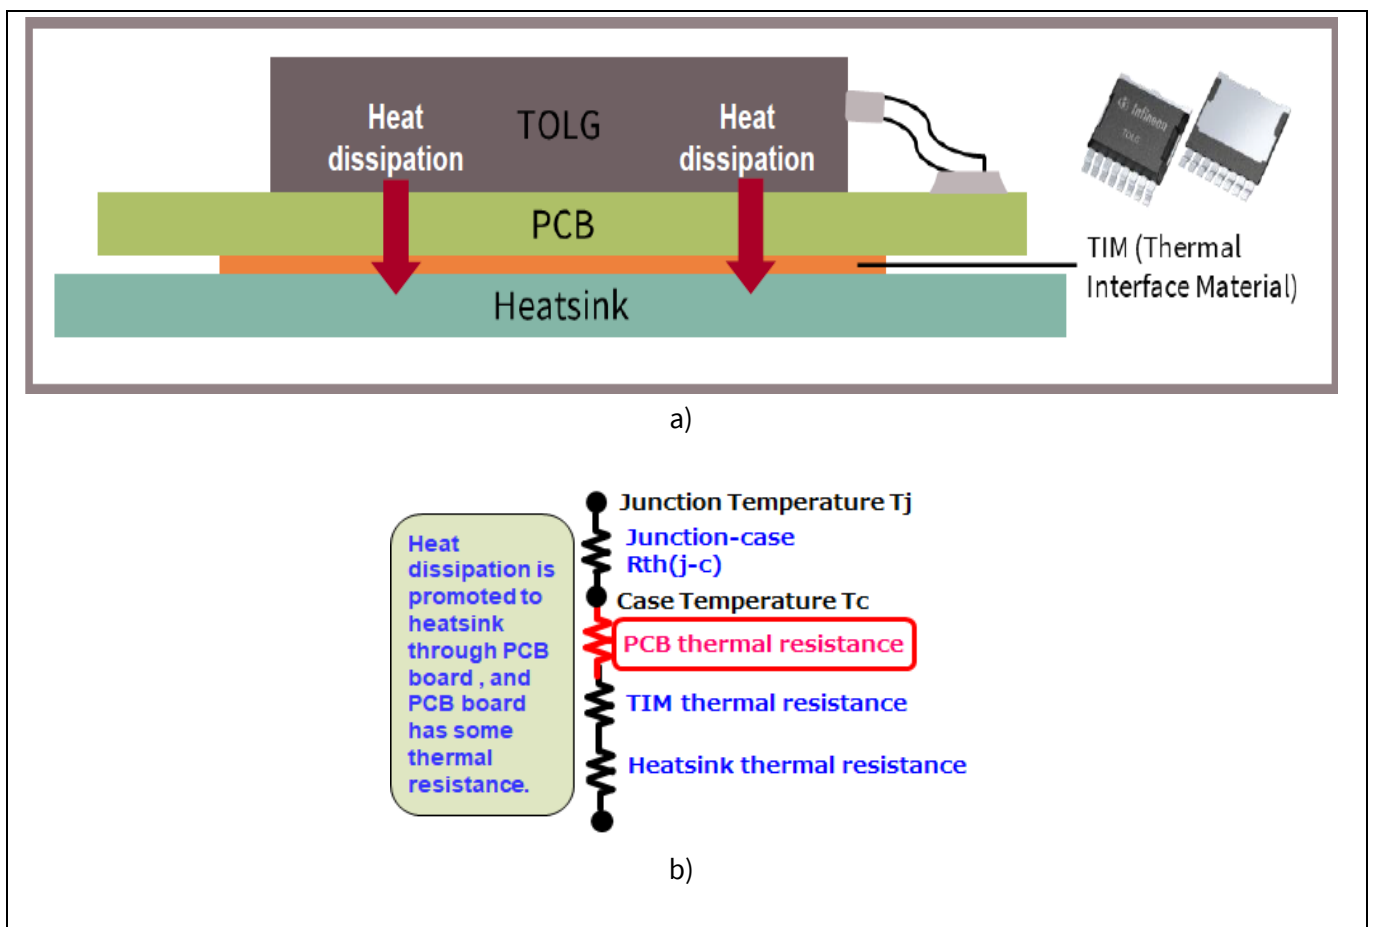 Heat
dissipation
TOLG
Heat
dissipation
Infineon
TOLG
PCB
TIM (Thermal
Interface Material)
Heatsink
a)
Junction Temperature Tj
Junction-case
Rth(j-c)
Case Temperature Tc
PCB thermal resistance
TIM thermal resistance
Heatsink thermal resistance
Heat
dissipation is
promoted to
heatsink
through PCB
board , and
PCB board
has some
thermal
resistance.
b)